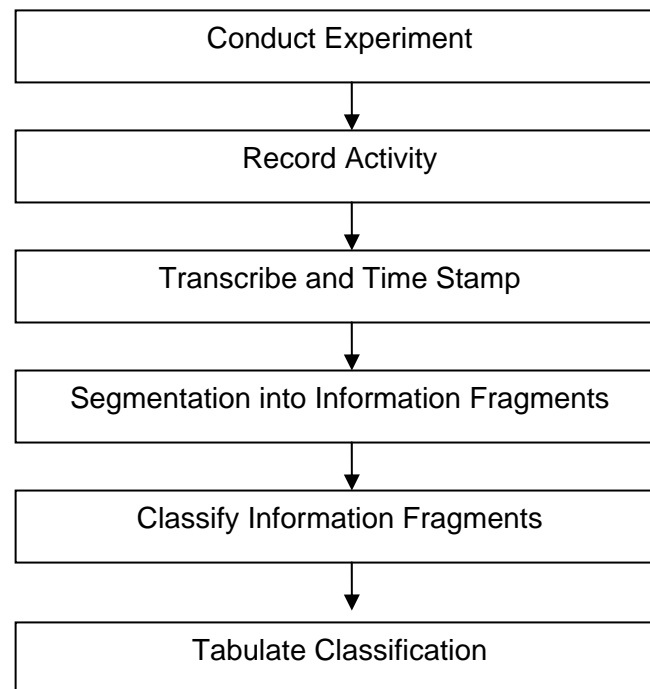 Conduct Experiment
Record Activity
Transcribe and Time Stamp
Segmentation into Information Fragments
Classify Information Fragments
Tabulate Classification